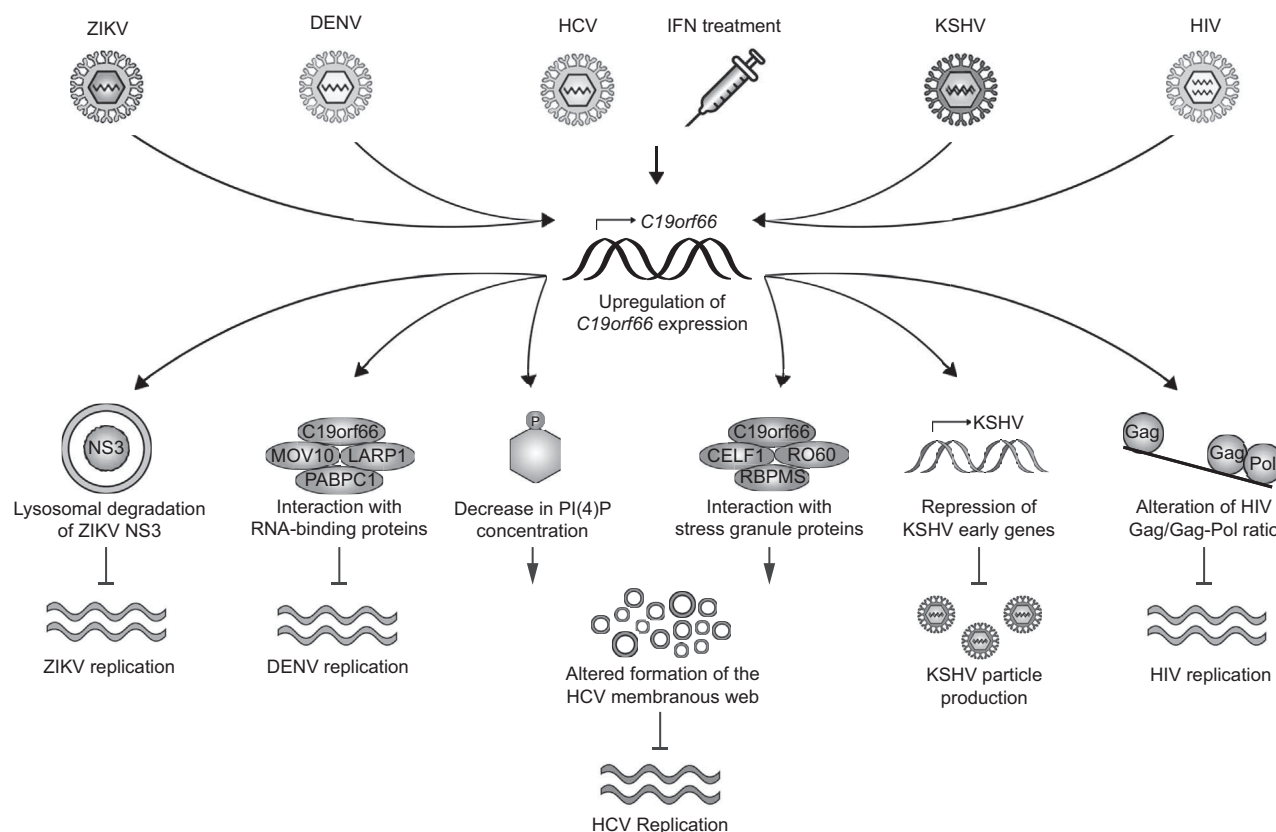 ZIKV
DENV
HCV
IFN treatment
KSHV
HIV
C19orf66
Upregulation of
C19orf66 expression
NS3
Lysosomal degradation
of ZIKV NS3
ZIKV replication
C19orf66
MOV10
LARP1
PABPC1
Interaction with
RNA-binding proteins
DENV replication
P
Decrease in PI(4)P
concentration
C19orf66
CELF1
RO60
RBPMS
Interaction with
stress granule proteins
Altered formation of the
HCV membranous web
HCV Replication
KSHV
Repression of
KSHV early genes
KSHV particle
production
Gag
Gag
Pol
Alteration of HIV
Gag/Gag-Pol ratio
HIV replication